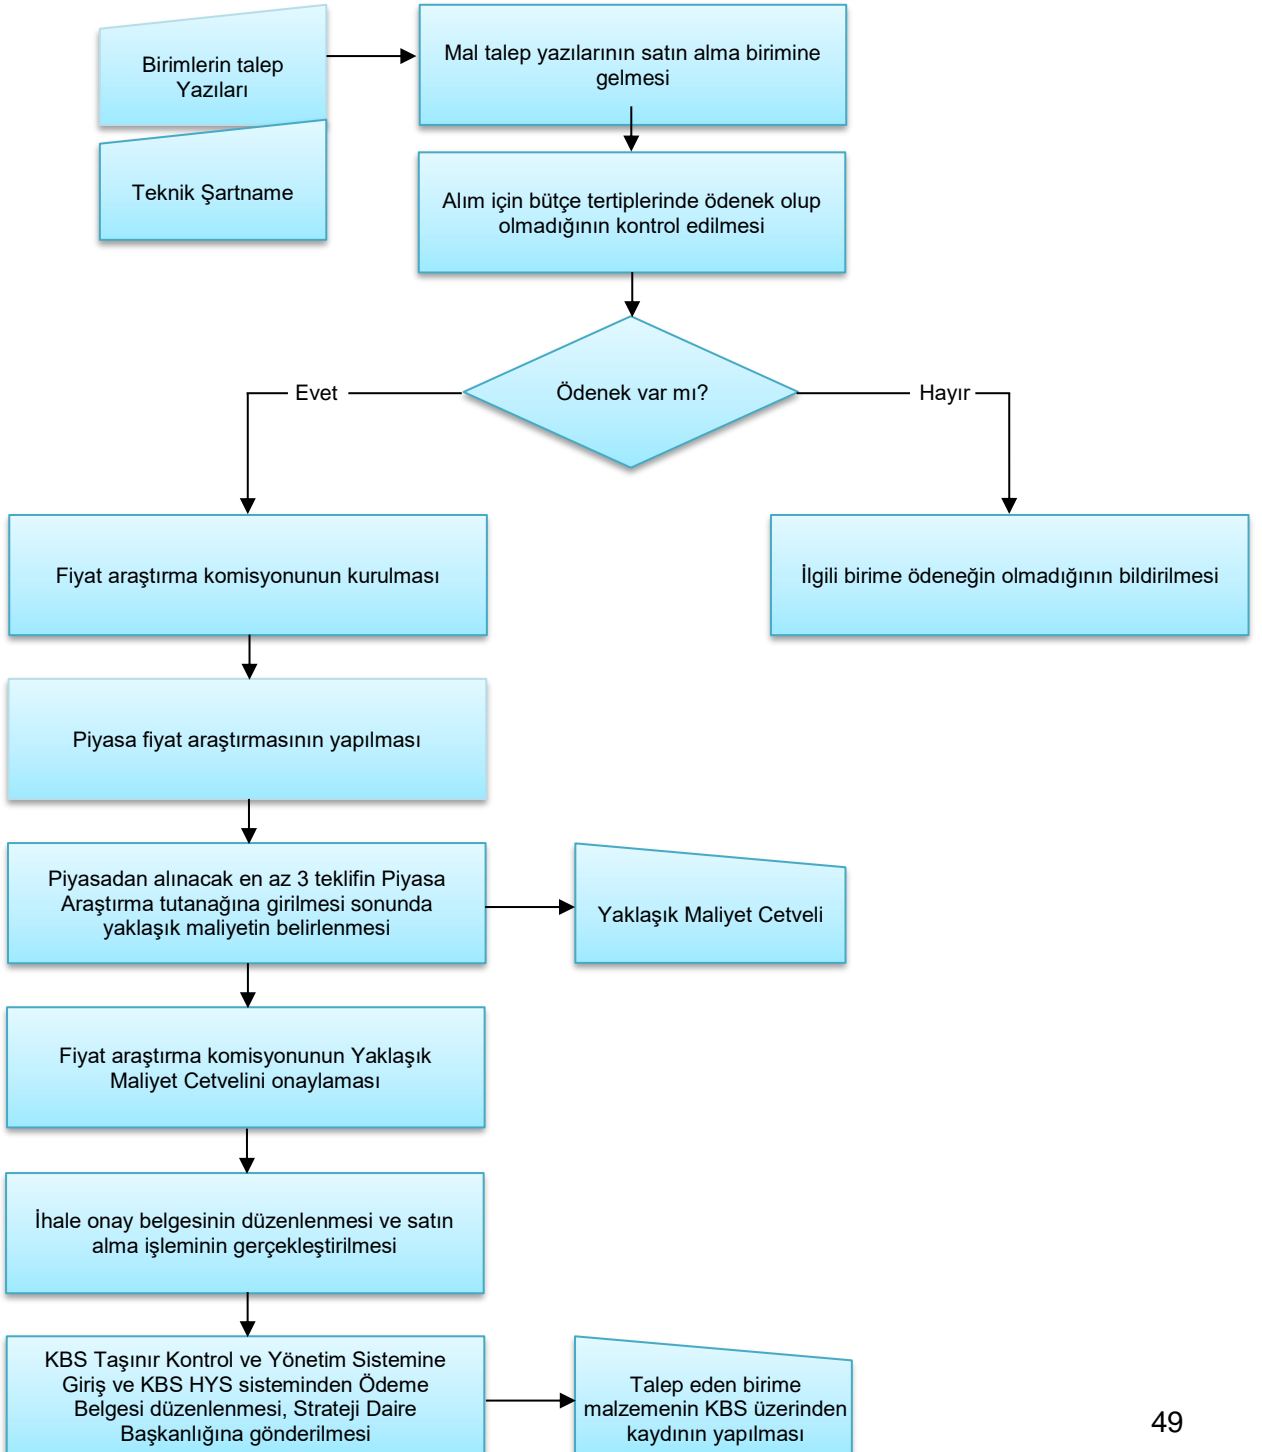 Birimlerin talep
Yazıları
Mal talep yazılarının satın alma birimine
gelmesi
Teknik Şartname
Alım için bütçe tertiplerinde ödenek olup
olmadığının kontrol edilmesi
Ödenek var mı?
Evet
Hayır
Fiyat araştırma komisyonunun kurulması
İlgili birime ödeneğin olmadığının bildirilmesi
Piyasa fiyat araştırmasının yapılması
Piyasadan alınacak en az 3 teklifin Piyasa
Araştırma tutanağına girilmesi sonunda
yaklaşık maliyetin belirlenmesi
Yaklaşık Maliyet Cetveli
Fiyat araştırma komisyonunun Yaklaşık
Maliyet Cetvelini onaylaması
İhale onay belgesinin düzenlenmesi ve satın
alma işleminin gerçekleştirilmesi
KBS Taşınır Kontrol ve Yönetim Sistemine
Giriş ve KBS HYS sisteminden Ödeme
Belgesi düzenlenmesi, Strateji Daire
Başkanlığına gönderilmesi
Talep eden birime
malzemenin KBS üzerinden
kaydının yapılması
49